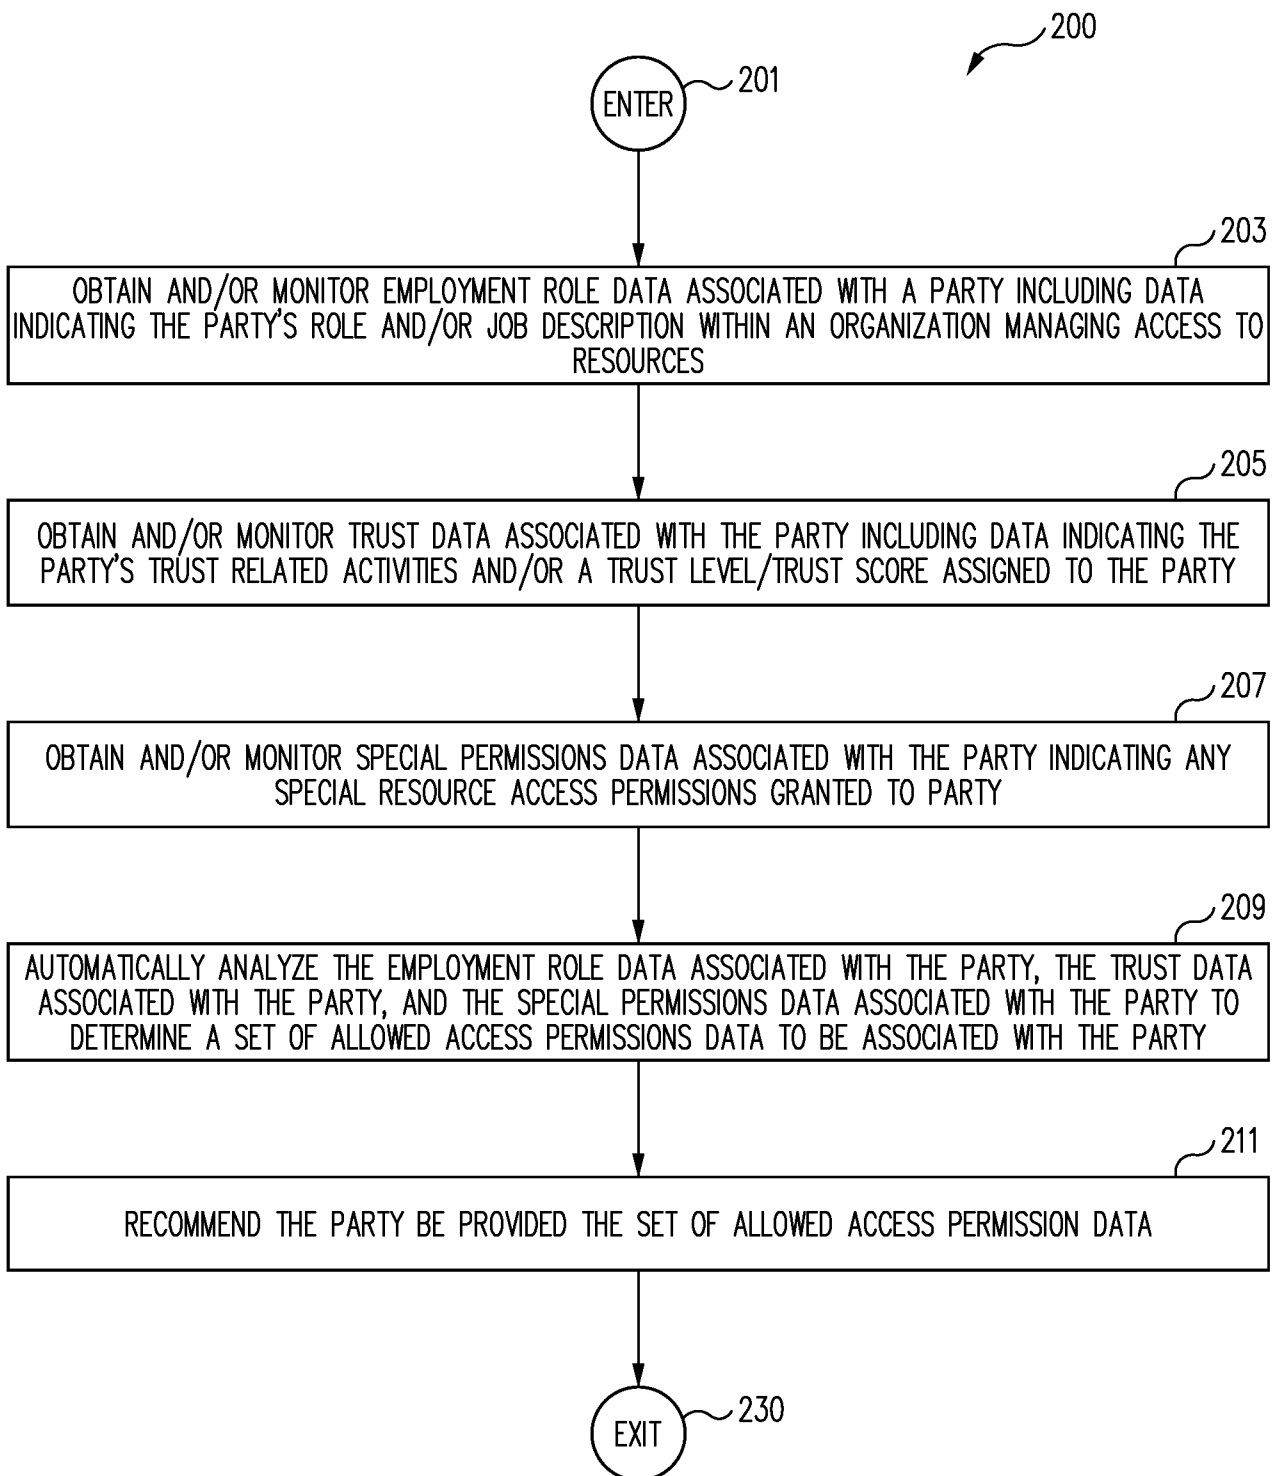 200
ENTER
201
203
OBTAIN AND/OR MONITOR EMPLOYMENT ROLE DATA ASSOCIATED WITH A PARTY INCLUDING DATA
INDICATING THE PARTY'S ROLE AND/OR JOB DESCRIPTION WITHIN AN ORGANIZATION MANAGING ACCESS TO
RESOURCES
205
OBTAIN AND/OR MONITOR TRUST DATA ASSOCIATED WITH THE PARTY INCLUDING DATA INDICATING THE
PARTY'S TRUST RELATED ACTIVITIES AND/OR A TRUST LEVEL/TRUST SCORE ASSIGNED TO THE PARTY
207
OBTAIN AND/OR MONITOR SPECIAL PERMISSIONS DATA ASSOCIATED WITH THE PARTY INDICATING ANY
SPECIAL RESOURCE ACCESS PERMISSIONS GRANTED TO PARTY
209
AUTOMATICALLY ANALYZE THE EMPLOYMENT ROLE DATA ASSOCIATED WITH THE PARTY, THE TRUST DATA
ASSOCIATED WITH THE PARTY, AND THE SPECIAL PERMISSIONS DATA ASSOCIATED WITH THE PARTY TO
DETERMINE A SET OF ALLOWED ACCESS PERMISSIONS DATA TO BE ASSOCIATED WITH THE PARTY
211
RECOMMEND THE PARTY BE PROVIDED THE SET OF ALLOWED ACCESS PERMISSION DATA
EXIT
230